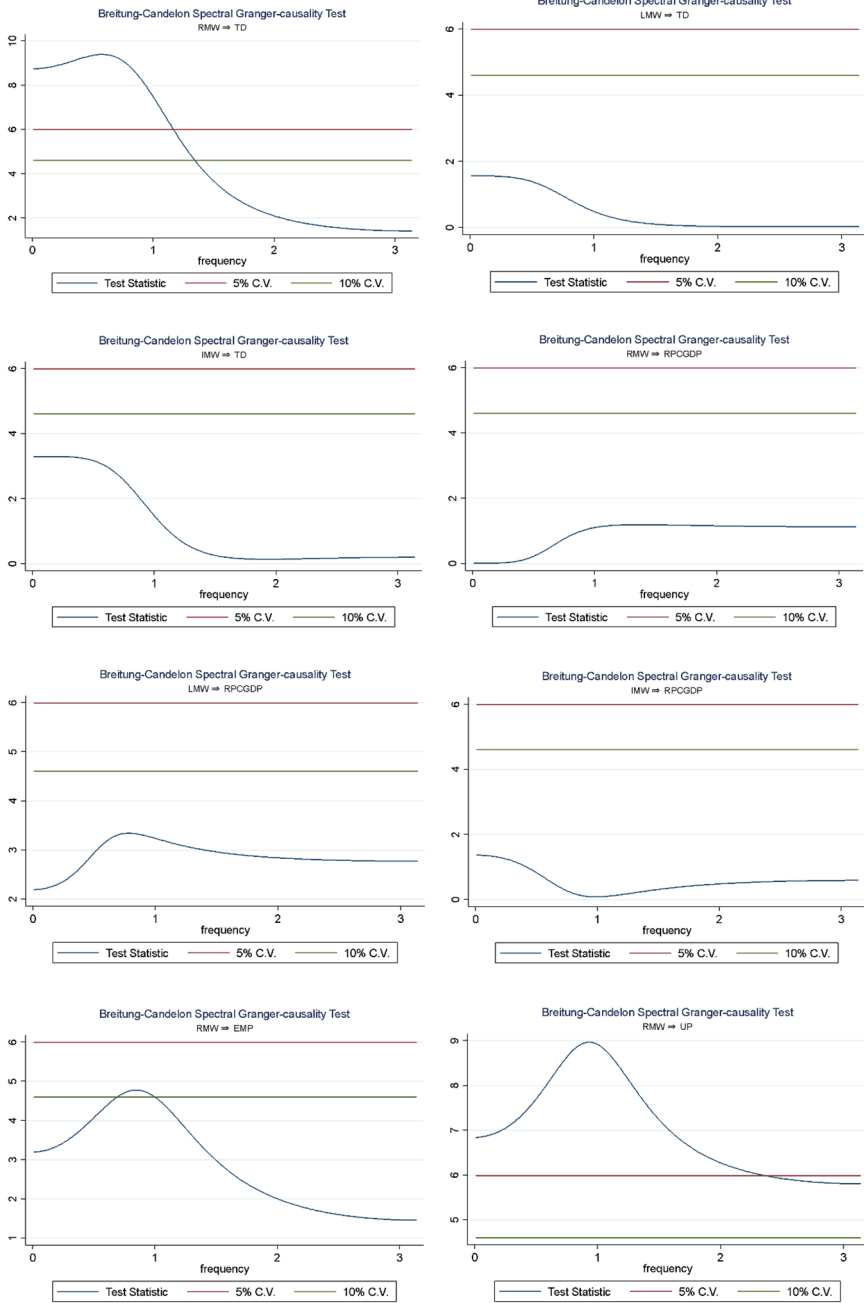 Breitung-Candelon Spectral Granger-causality Test
RMW ⇒ TD
10
8
6
4
2
0 1 2 3
frequency
Test Statistic 5% C.V. 10% C.V.
Breitung-Candelon Spectral Granger-causality Test
LMW ⇒ TD
6
4
2
0
0 1 2 3
frequency
Test Statistic 5% C.V. 10% C.V.
Breitung-Candelon Spectral Granger-causality Test
IMW ⇒ TD
6
4
2
0
0 1 2 3
frequency
Test Statistic 5% C.V. 10% C.V.
Breitung-Candelon Spectral Granger-causality Test
RMW ⇒ RPCGDP
6
4
2
0
0 1 2 3
frequency
Test Statistic 5% C.V. 10% C.V.
Breitung-Candelon Spectral Granger-causality Test
LMW ⇒ RPCGDP
6
5
4
3
2
0 1 2 3
frequency
Test Statistic 5% C.V. 10% C.V.
Breitung-Candelon Spectral Granger-causality Test
IMW ⇒ RPCGDP
6
4
2
0
0 1 2 3
frequency
Test Statistic 5% C.V. 10% C.V.
Breitung-Candelon Spectral Granger-causality Test
RMW ⇒ EMP
6
5
4
3
2
1
0 1 2 3
frequency
Test Statistic 5% C.V. 10% C.V.
Breitung-Candelon Spectral Granger-causality Test
RMW ⇒ UP
9
8
7
6
5
0 1 2 3
frequency
Test Statistic 5% C.V. 10% C.V.